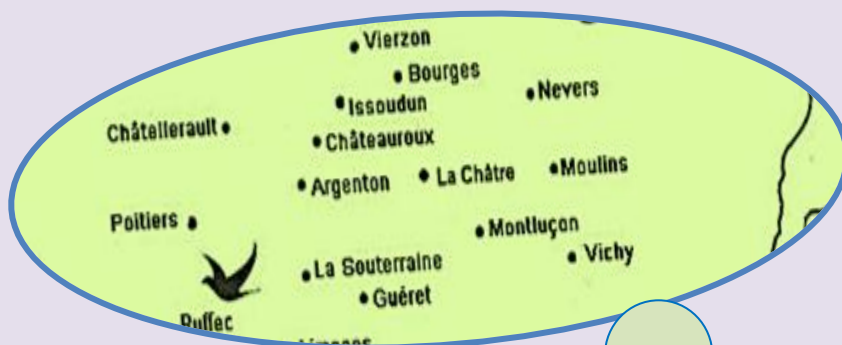 Vierzon
Bourges
Nevers
Issoudun
Châtellerault
Châteauroux
Moulins
La Châtre
Argenton
Poitiers
Montluçon
Vichy
La Souterraine
Guéret
Ruffec